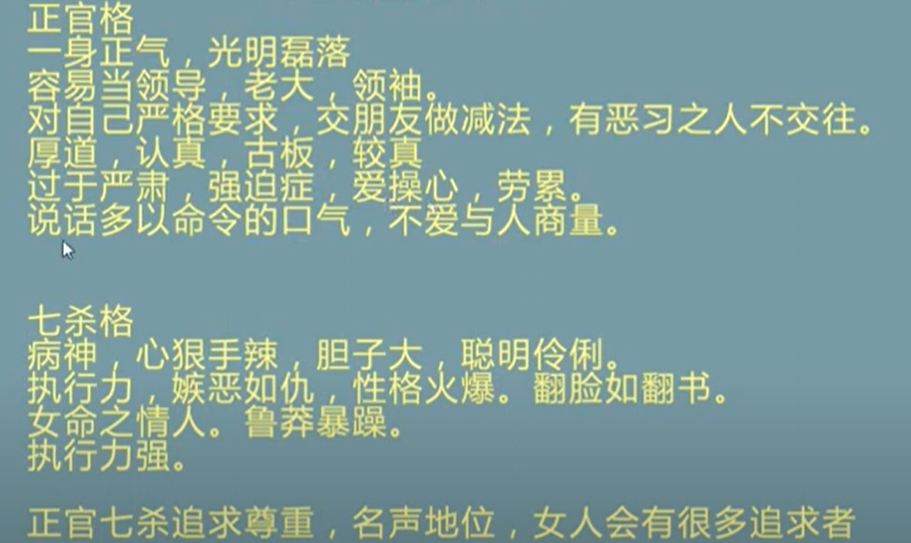 正官格
一身正气，光明磊落
容易当领导，老大，领袖。
对自己严格要求，交朋友做减法，有恶习之人不交往。
厚道，认真，古板，较真
过于严肃，强迫症，爱操心，劳累。
说话多以命令的口气，不爱与人商量。
七杀格
病神，心狠手辣，胆子大，聪明伶俐。
执行力，嫉恶如仇，性格火爆。翻脸如翻书。
女命之情人。鲁莽暴躁。
执行力强。
正官七杀追求尊重，名声地位，女人会有很多追求者